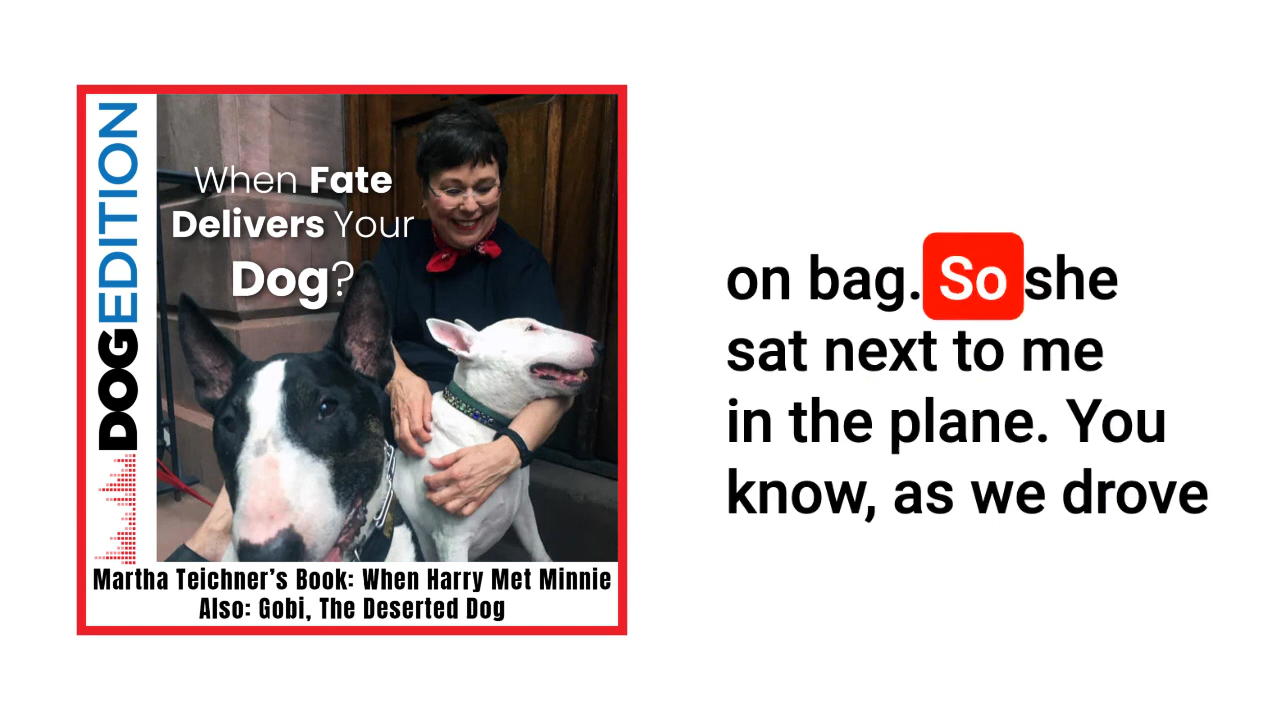 DOGEDITION
When Fate
Delivers Your
Dog?
Martha Teichner's Book: When Harry Met Minnie
Also: Gobi, The Deserted Dog
on bag. So she
sat next to me
in the plane. You
know, as we drove